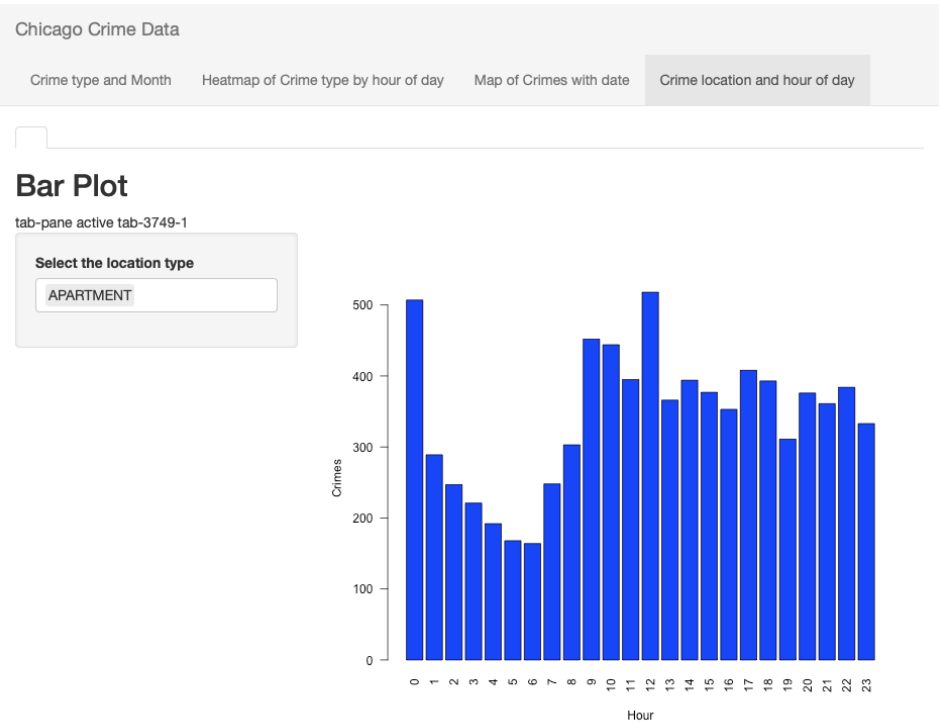 Chicago Crime Data
Crime type and Month Heatmap of Crime type by hour of day Map of Crimes with date Crime location and hour of day
Bar Plot
tab-pane active tab-3749-1
Select the location type
APARTMENT
500
400
300
200
100
0
Crimes
0 1 2 3 4 5 6 7 8 9 10 11 12 13 14 15 16 17 18 19 20 21 22 23
Hour